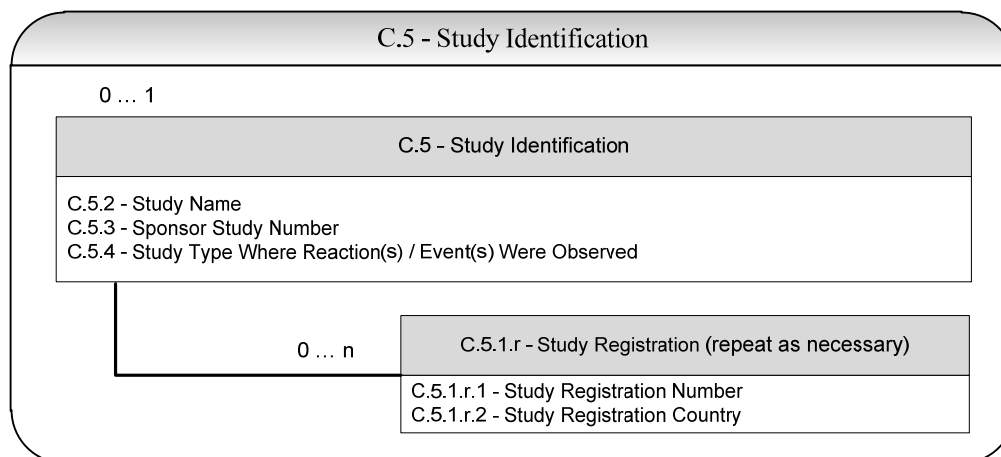 C.5 - Study Identification
0 ... 1
C.5 - Study Identification
C.5.2 - Study Name
C.5.3 - Sponsor Study Number
C.5.4 - Study Type Where Reaction(s) / Event(s) Were Observed
0 ... n
C.5.1.r - Study Registration (repeat as necessary)
C.5.1.r.1 - Study Registration Number
C.5.1.r.2 - Study Registration Country